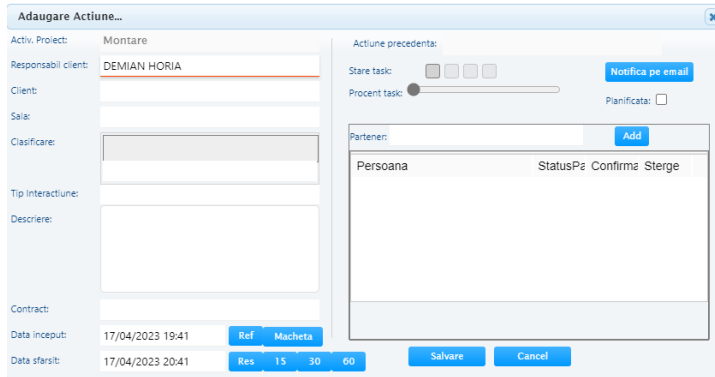 Adaugare Actiune...
Activ. Proiect: Montare
Responsabil client: DEMIAN HORIA
Client:
Sala:
Clasificare:
Tip Interactiune:
Descriere:
Contract:
Data inceput: 17/04/2023 19:41 Ref Macheta
Data sfarsit: 17/04/2023 20:41 Res 15 30 60
Actiune precedenta:
Stare task: Notifica pe email
Procent task:
Planificata:
Partener: Add
Persoana StatusPa Confirma Sterge
Salvare Cancel